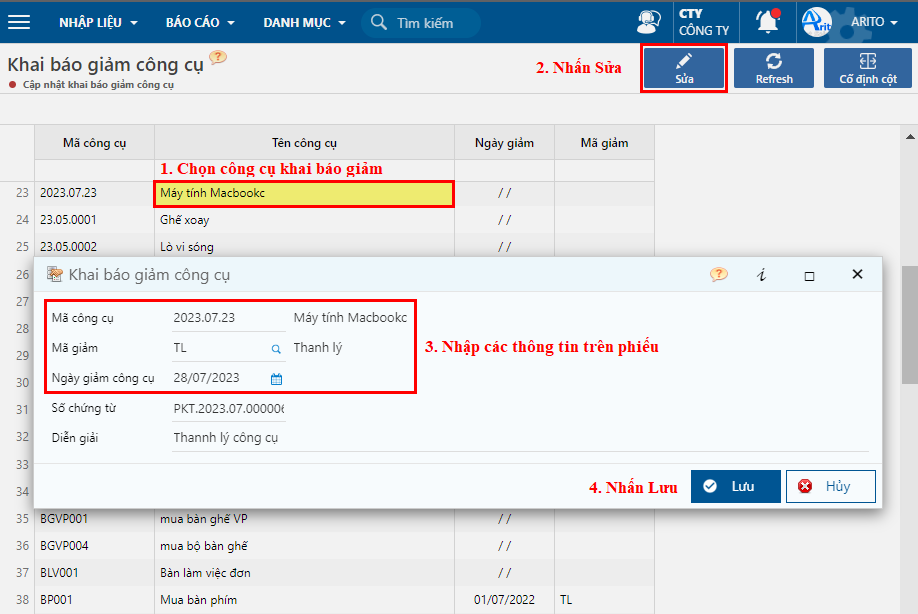 NHẬP LIỆU BÁO CÁO DANH MỤC Tìm kiếm CTY ARITO
CÔNG TY
Khai báo giảm công cụ
Cập nhật khai báo giảm công cụ
2. Nhấn Sửa
Sửa Refresh Cố định cột
Mã công cụ Tên công cụ Ngày giảm Mã giảm
1. Chọn công cụ khai báo giảm
23 2023.07.23 Máy tính Macbookc / /
24 23.05.0001 Ghế xoay / /
25 23.05.0002 Lò vi sóng / /
26 Khai báo giảm công cụ
27
Mã công cụ 2023.07.23 Máy tính Macbookc
28
Mã giảm TL Thanh lý 3. Nhập các thông tin trên phiếu
29
30 Ngày giảm công cụ 28/07/2023
31 Số chứng từ PKT.2023.07.000006
32 Diễn giải Thannh lý công cụ
33
34 4. Nhấn Lưu Lưu Hủy
35 BGVP001 mua bàn ghế VP / /
36 BGVP004 mua bộ bàn ghế / /
37 BLV001 Bàn làm việc đơn / /
38 BP001 Mua bàn phím 01/07/2022 TL